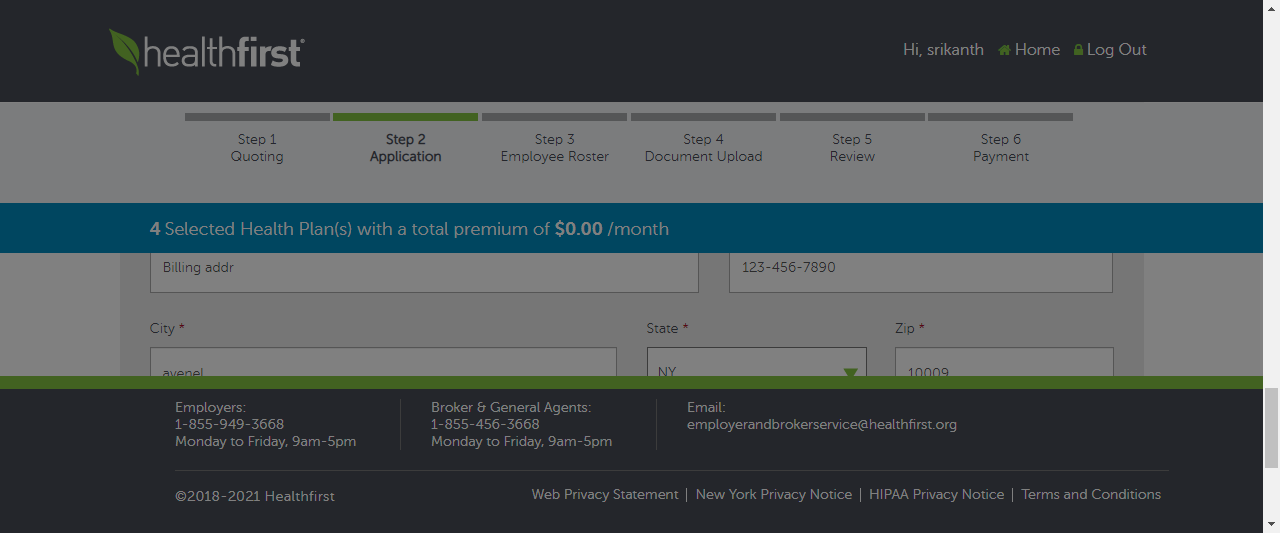 healthfirst®
Hi, srikanth Home Log Out
Step 1 Step 2 Step 3 Step 4 Step 5 Step 6
Quoting Application Employee Roster Document Upload Review Payment
4 Selected Health Plan(s) with a total premium of $0.00 /month
Billing addr 123-456-7890
City * State * Zip *
avenel NY 10009
Employers: Broker & General Agents: Email:
1-855-949-3668 1-855-456-3668 employerandbrokerservice@healthfirst.org
Monday to Friday, 9am-5pm Monday to Friday, 9am-5pm
©2018-2021 Healthfirst Web Privacy Statement | New York Privacy Notice | HIPAA Privacy Notice | Terms and Conditions